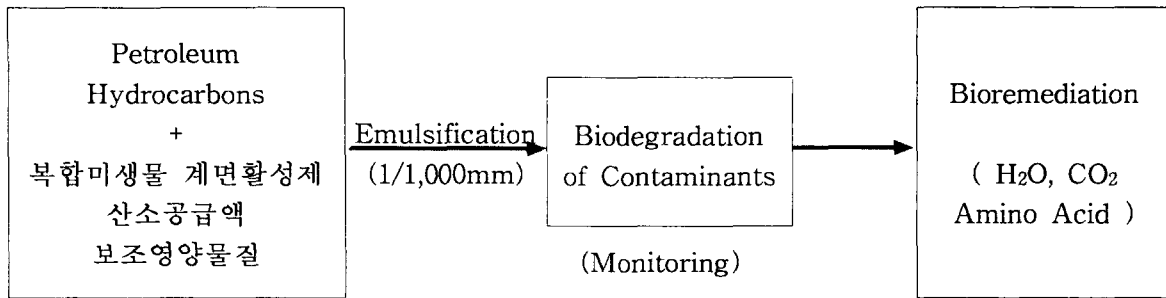 Petroleum
Hydrocarbons
+
복합미생물 계면활성제
산소공급액
보조영양물질
Emulsification
(1/1,000mm)
Biodegradation
of Contaminants
(Monitoring)
Bioremediation
( H₂O, CO₂
Amino Acid )